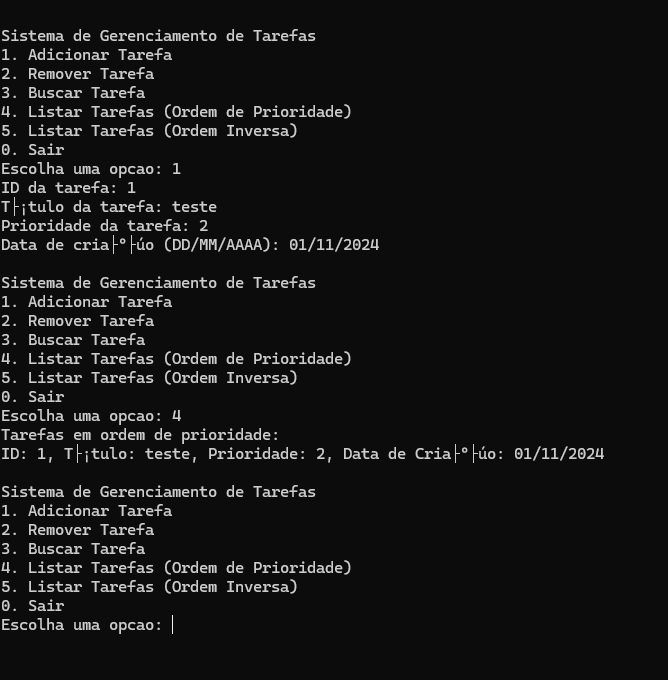 Sistema de Gerenciamento de Tarefas
1. Adicionar Tarefa
2. Remover Tarefa
3. Buscar Tarefa
4. Listar Tarefas (Ordem de Prioridade)
5. Listar Tarefas (Ordem Inversa)
0. Sair
Escolha uma opcao: 1
ID da tarefa: 1
T├¡tulo da tarefa: teste
Prioridade da tarefa: 2
Data de cria├º├úo (DD/MM/AAAA): 01/11/2024

Sistema de Gerenciamento de Tarefas
1. Adicionar Tarefa
2. Remover Tarefa
3. Buscar Tarefa
4. Listar Tarefas (Ordem de Prioridade)
5. Listar Tarefas (Ordem Inversa)
0. Sair
Escolha uma opcao: 4
Tarefas em ordem de prioridade:
ID: 1, T├¡tulo: teste, Prioridade: 2, Data de Cria├º├úo: 01/11/2024

Sistema de Gerenciamento de Tarefas
1. Adicionar Tarefa
2. Remover Tarefa
3. Buscar Tarefa
4. Listar Tarefas (Ordem de Prioridade)
5. Listar Tarefas (Ordem Inversa)
0. Sair
Escolha uma opcao: